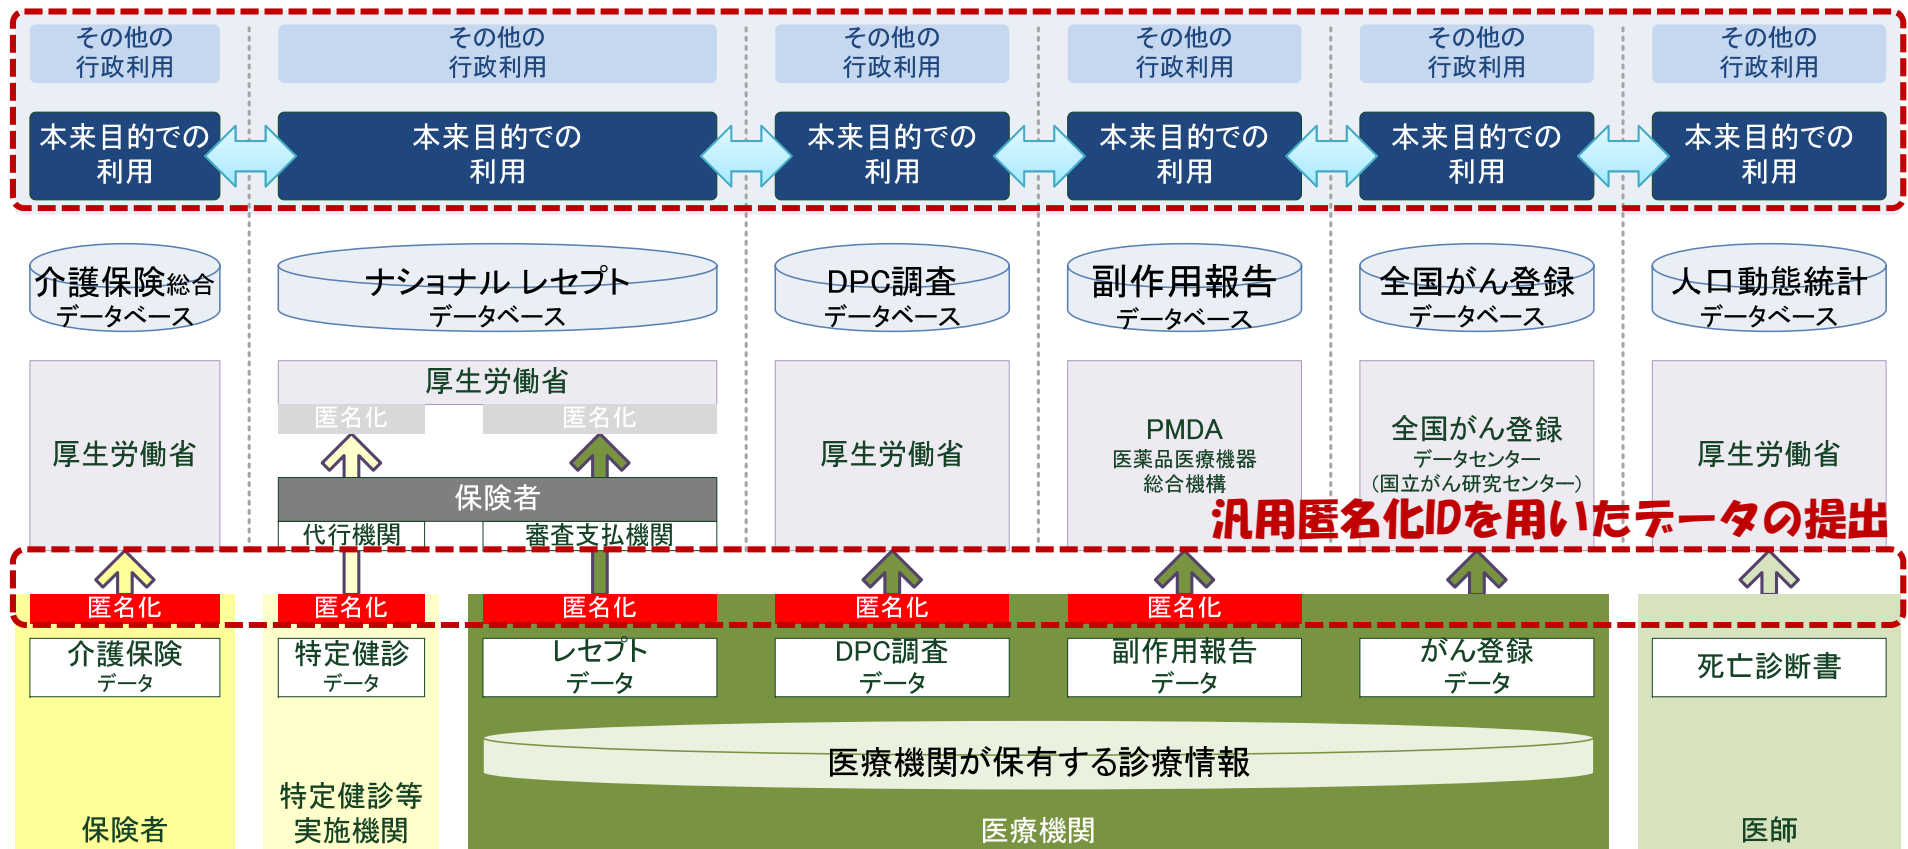 その他の
行政利用
その他の
行政利用
その他の
行政利用
その他の
行政利用
その他の
行政利用
その他の
行政利用
本来目的での
利用
本来目的での
利用
本来目的での
利用
本来目的での
利用
本来目的での
利用
本来目的での
利用
介護保険総合
データベース
ナショナル レセプト
データベース
DPC調査
データベース
副作用報告
データベース
全国がん登録
データベース
人口動態統計
データベース
厚生労働省
厚生労働省
匿名化
匿名化
保険者
代行機関
審査支払機関
厚生労働省
PMDA
医薬品医療機器
総合機構
全国がん登録
データセンター
(国立がん研究センター)
厚生労働省
汎用匿名化IDを用いたデータの提出
匿名化
匿名化
匿名化
匿名化
匿名化
介護保険
データ
特定健診
データ
レセプト
データ
DPC調査
データ
副作用報告
データ
がん登録
データ
死亡診断書
医療機関が保有する診療情報
保険者
特定健診等
実施機関
医療機関
医師